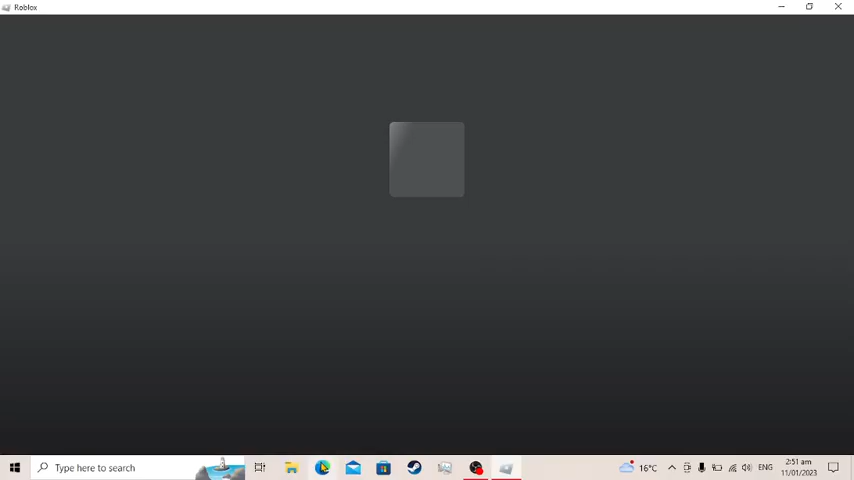 Roblox
Type here to search
16°C
ENG
2:51 am
11/01/2023